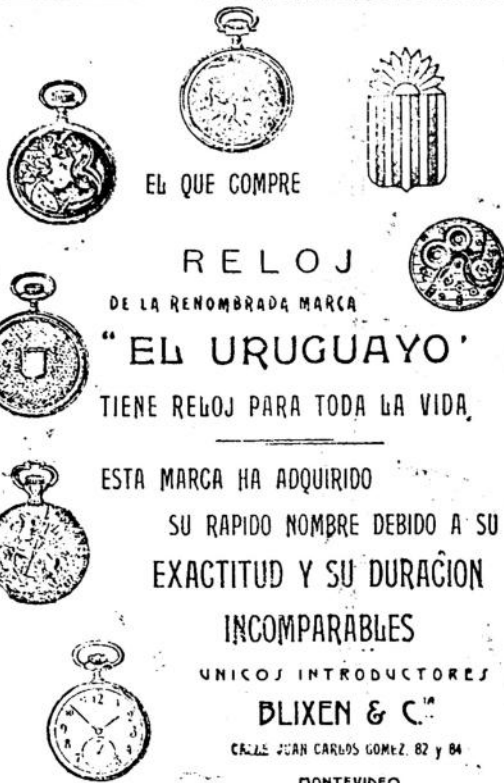 EL QUE COMPRE
RELOJ
DE LA RENOMBRADA MARCA
"EL URUGUAYO'
TIENE RELOJ PARA TODA LA VIDA,
ESTA MARCA HA ADQUIRIDO
SU RAPIDO NOMBRE DEBIDO A SU
EXACTITUD Y SU DURACION
INCOMPARABLES
UNICOS INTRODUCTORES
BLIXEN & C.IA
CALLE JUAN CARLOS GOMEZ, 82 y 84
MONTEVIDEO